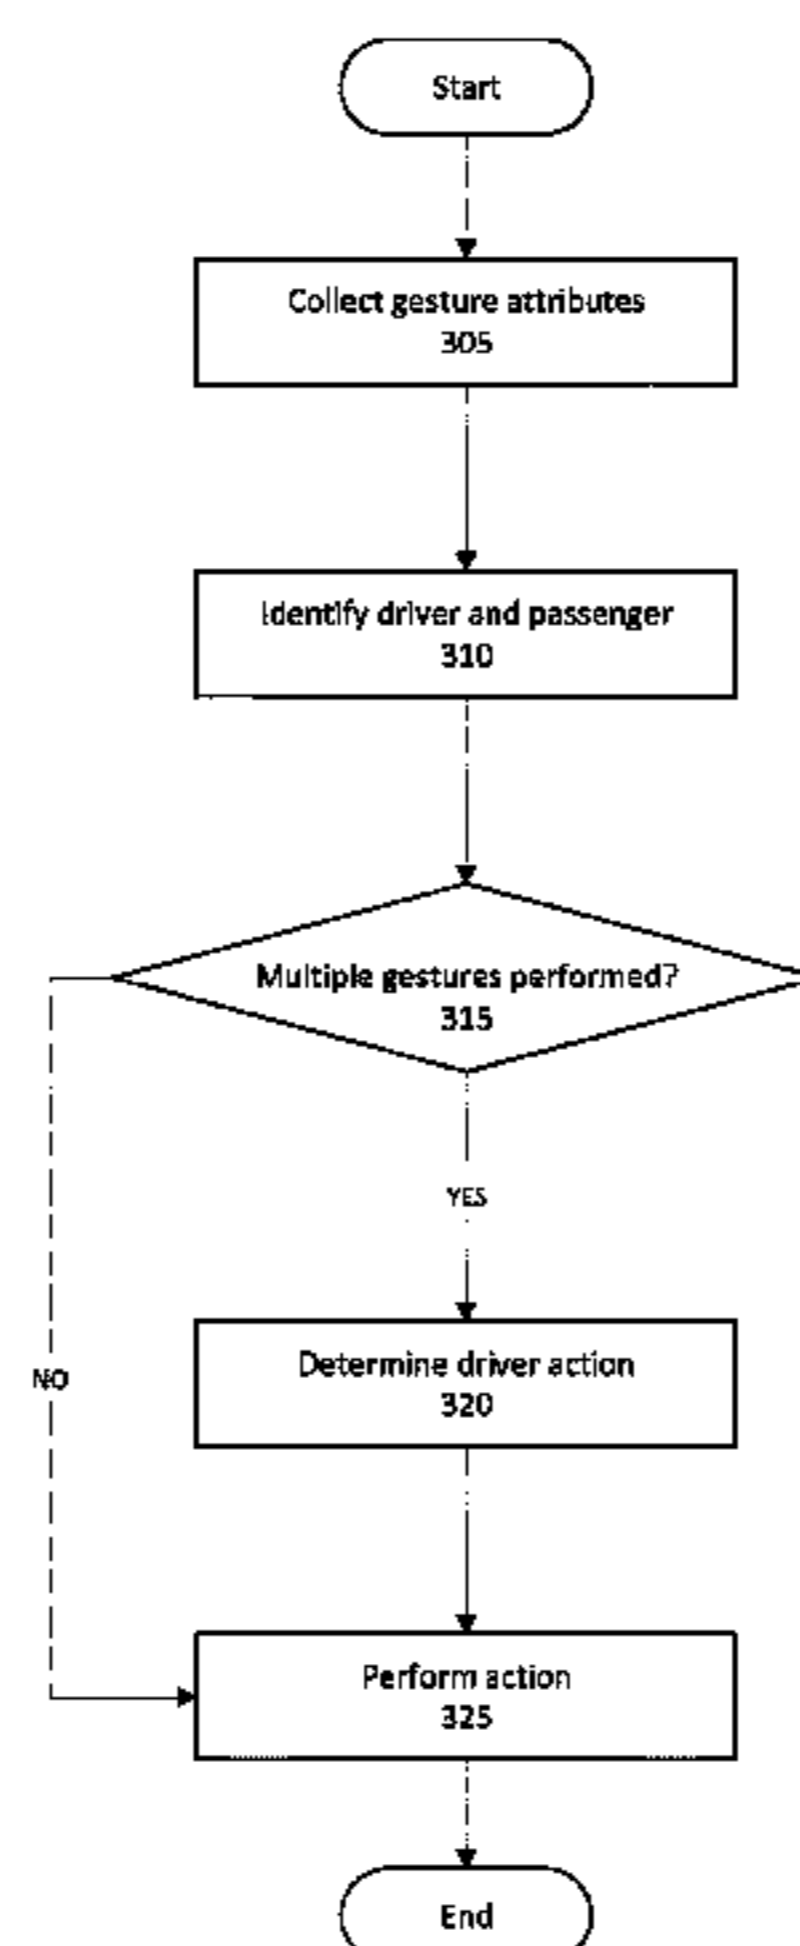 Start
Collect gesture attributes
305
Identify driver and passenger
310
Multiple gestures performed?
315
YES
Determine driver action
320
NO
Perform action
325
End